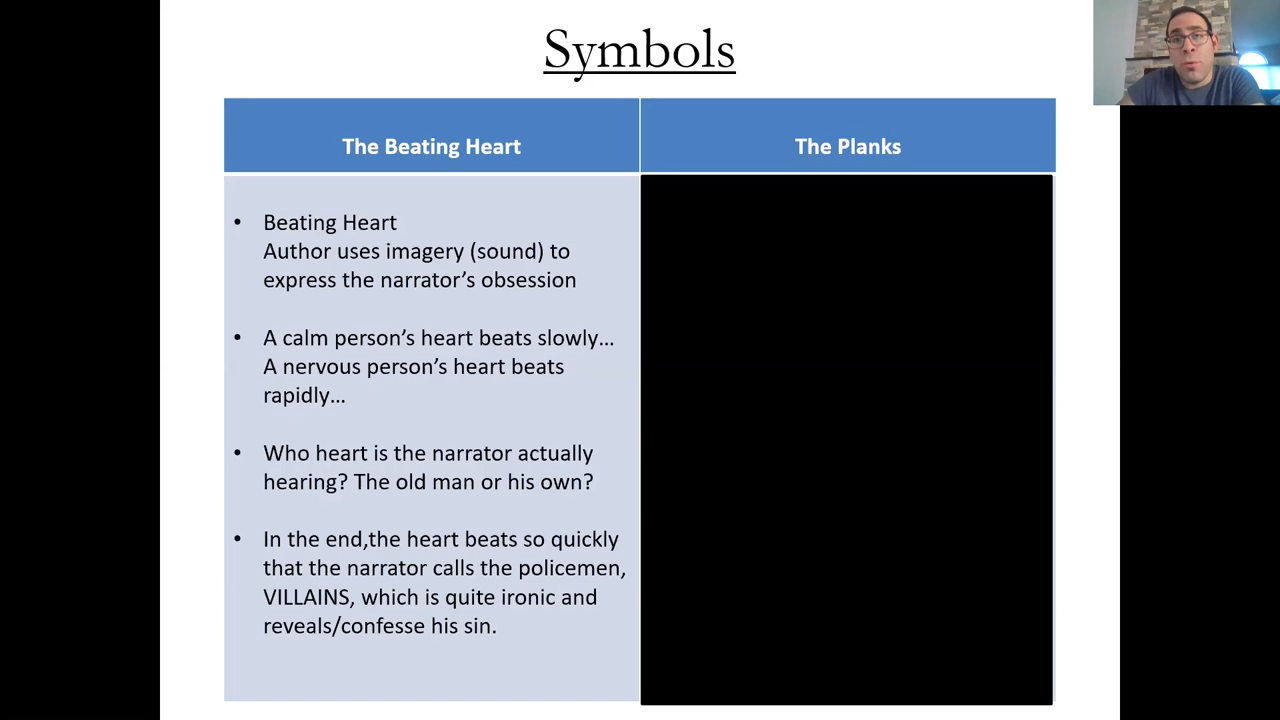 Symbols
The Beating Heart
The Planks
• Beating Heart
Author uses imagery (sound) to
express the narrator’s obsession
• A calm person’s heart beats slowly…
A nervous person’s heart beats
rapidly…
• Who heart is the narrator actually
hearing? The old man or his own?
• In the end,the heart beats so quickly
that the narrator calls the policemen,
VILLAINS, which is quite ironic and
reveals/confesse his sin.